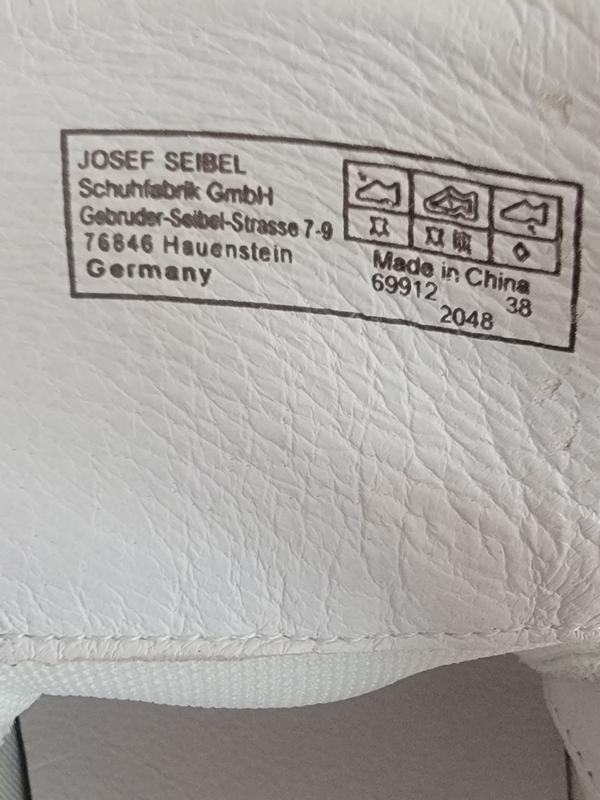 JOSEF SEIBEL
Schuhfabrik GmbH
Gebruder-Seibel-Strasse 7-9
76846 Hauenstein
Germany
Made in China
69912 38
2048